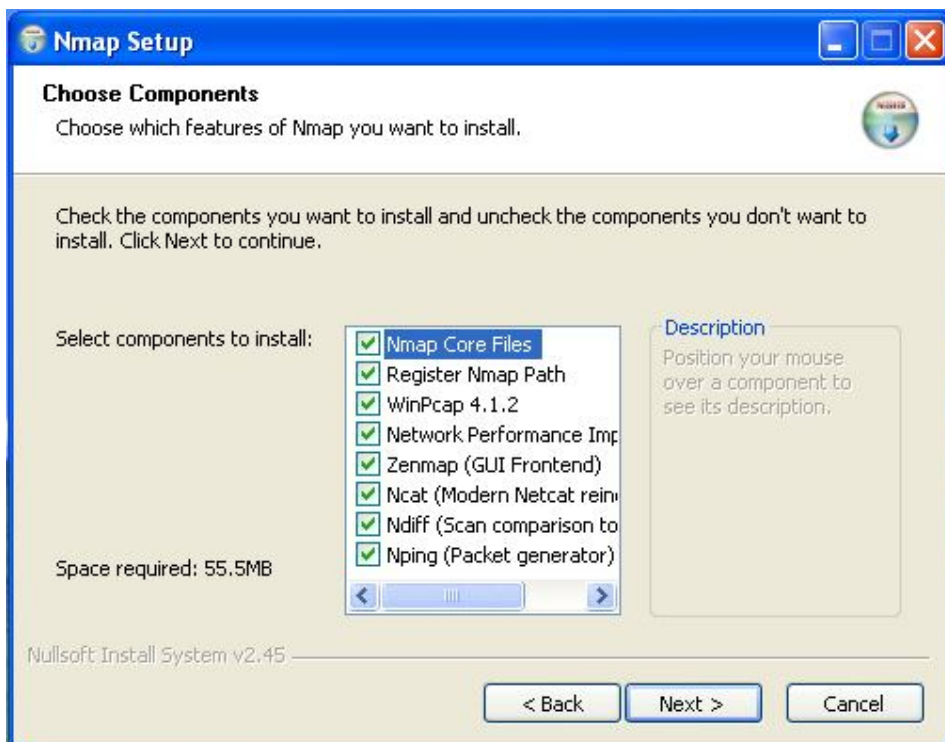 Nmap Setup
Choose Components
Choose which features of Nmap you want to install.
Check the components you want to install and uncheck the components you don't want to
install. Click Next to continue.
Select components to install:
Nmap Core Files
Register Nmap Path
WinPcap 4.1.2
Network Performance Imp
Zenmap (GUI Frontend)
Ncat (Modern Netcat rein
Ndiff (Scan comparison to
Nping (Packet generator)
Description
Position your mouse
over a component to
see its description.
Space required: 55.5MB
Nullsoft Install System v2.45
< Back
Next >
Cancel